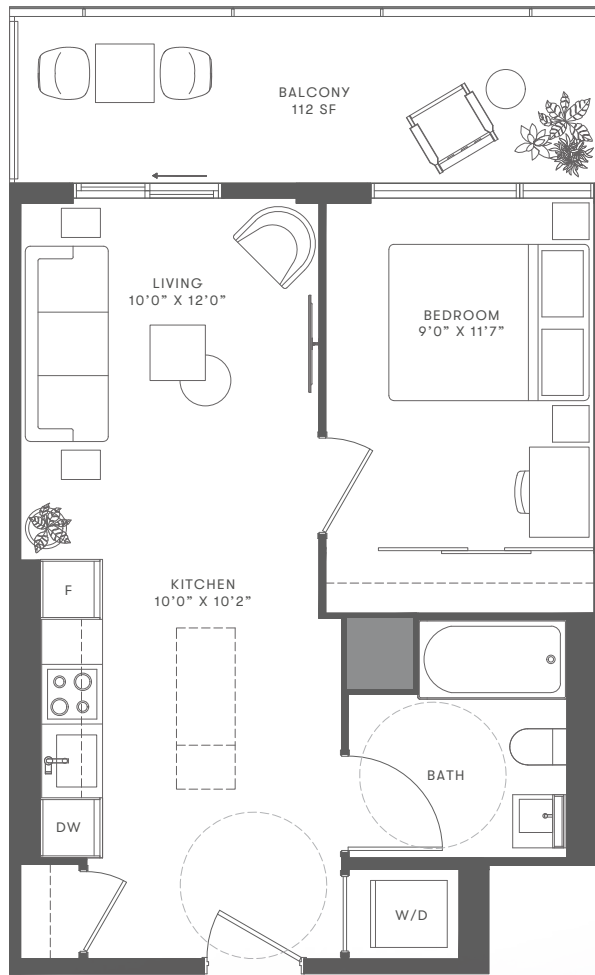 BALCONY
112 SF
LIVING
10'0" X 12'0"
BEDROOM
9'0" X 11'7"
KITCHEN
10'0" X 10'2"
F
BATH
DW
W/D